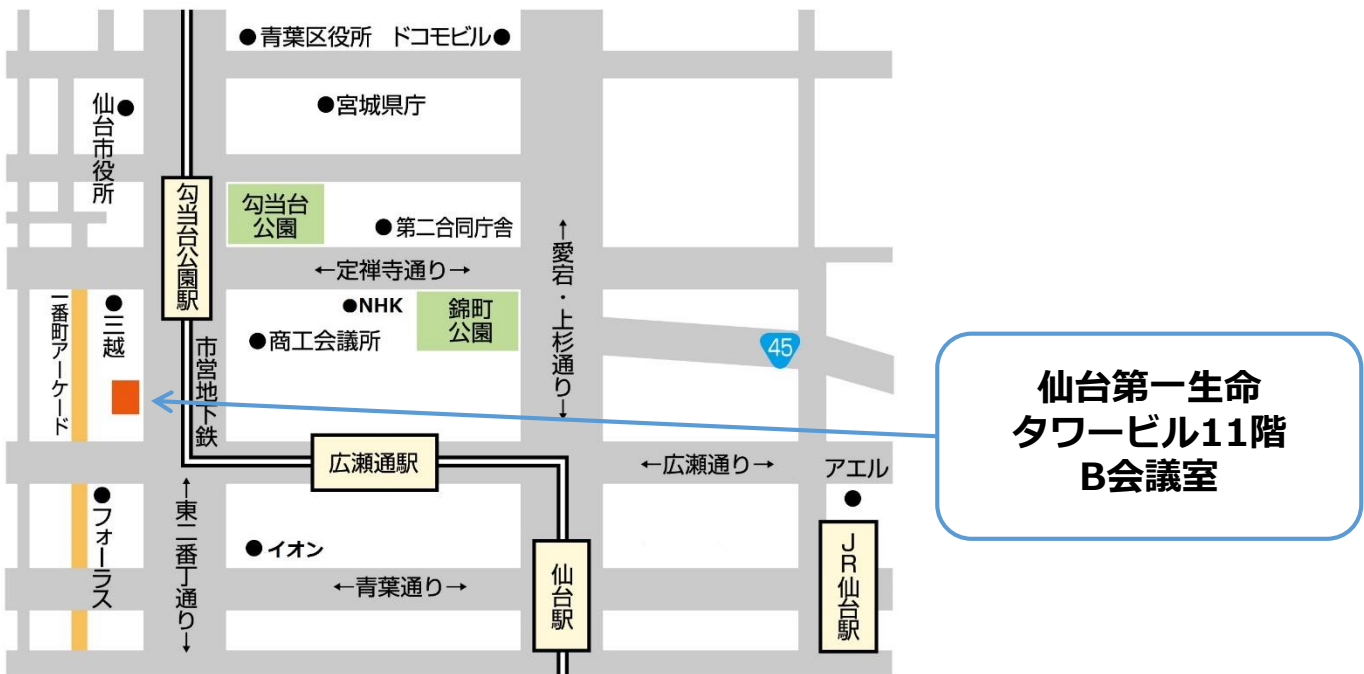 ●青葉区役所 ドコモビル●
仙台市役所●
●宮城県庁
勾当台公園駅
勾当台
公園
●第二合同庁舎
←愛宕・上杉通り→
←定禅寺通り→
一番町アーケード
●三越
●NHK
錦町
公園
●商工会議所
市営地下鉄
45
仙台第一生命
タワービル11階
B会議室
広瀬通駅
←広瀬通り→
アエル
●
●フォーラス
←東二番丁通り→
●イオン
←青葉通り→
仙台駅
JR仙台駅